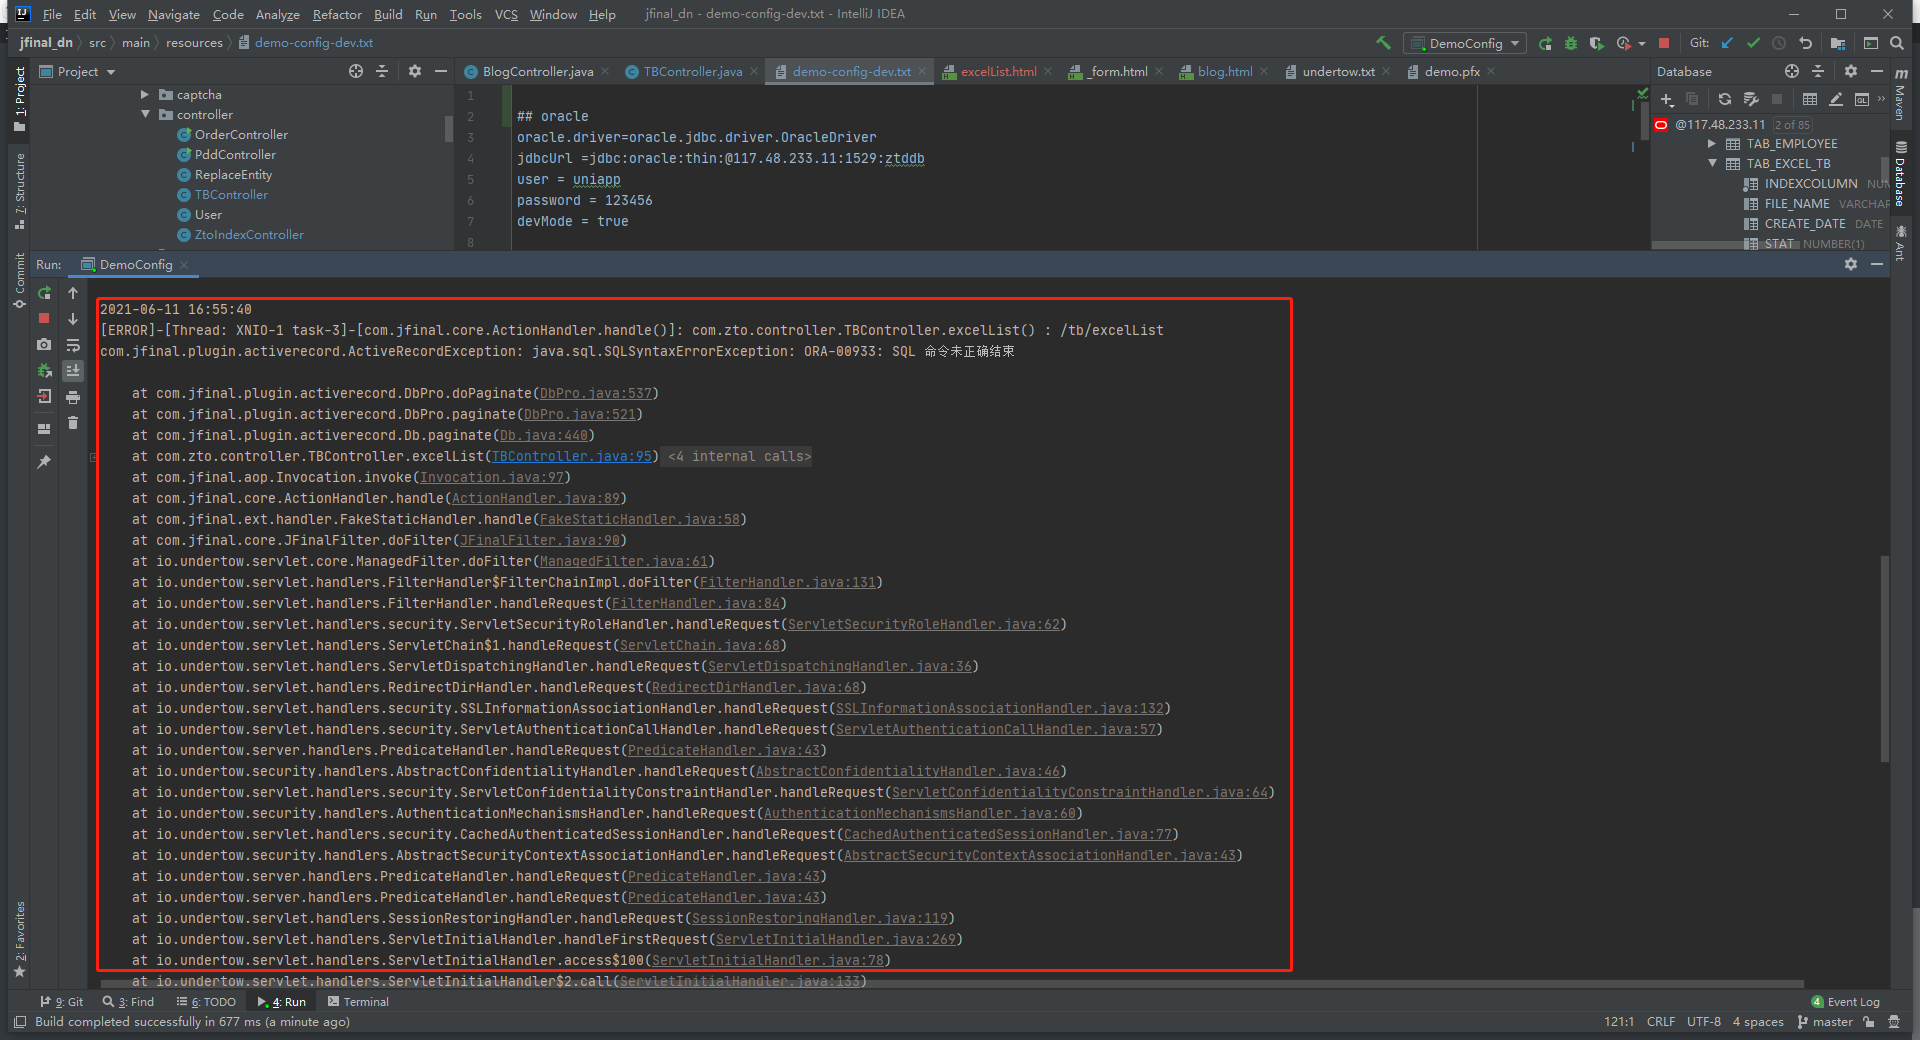 File Edit View Navigate Code Analyze Refactor Build Run Tools VCS Window Help jfinal_dn - demo-config-dev.txt - IntelliJ IDEA
jfinal_dn src main resources demo-config-dev.txt DemoConfig Git:
1: Project
7: Structure
Commit
2: Favorites
Project
captcha
controller
OrderController
PddController
ReplaceEntity
TBController
User
ZtoIndexController
BlogController.java TBController.java demo-config-dev.txt excelList.html _form.html blog.html undertow.txt demo.pfx
1
2 ## oracle
3 oracle.driver=oracle.jdbc.driver.OracleDriver
4 jdbcUrl =jdbc:oracle:thin:@117.48.233.11:1529:ztddb
5 user = uniapp
6 password = 123456
7 devMode = true
8
Database
@117.48.233.11 2 of 85
TAB_EMPLOYEE
TAB_EXCEL_TB
INDEXCOLUMN NUM
FILE_NAME VARCHAR
CREATE_DATE DATE
STAT NUMBER(1)
Maven
Database
Ant
Run: DemoConfig
2021-06-11 16:55:40
[ERROR]-[Thread: XNIO-1 task-3]-[com.jfinal.core.ActionHandler.handle()]: com.zto.controller.TBController.excelList() : /tb/excelList
com.jfinal.plugin.activerecord.ActiveRecordException: java.sql.SQLSyntaxErrorException: ORA-00933: SQL 命令未正确结束
at com.jfinal.plugin.activerecord.DbPro.doPaginate(DbPro.java:537)
at com.jfinal.plugin.activerecord.DbPro.paginate(DbPro.java:521)
at com.jfinal.plugin.activerecord.Db.paginate(Db.java:440)
at com.zto.controller.TBController.excelList(TBController.java:95) <4 internal calls>
at com.jfinal.aop.Invocation.invoke(Invocation.java:97)
at com.jfinal.core.ActionHandler.handle(ActionHandler.java:89)
at com.jfinal.ext.handler.FakeStaticHandler.handle(FakeStaticHandler.java:58)
at com.jfinal.core.JFinalFilter.doFilter(JFinalFilter.java:90)
at io.undertow.servlet.core.ManagedFilter.doFilter(ManagedFilter.java:61)
at io.undertow.servlet.handlers.FilterHandler$FilterChainImpl.doFilter(FilterHandler.java:131)
at io.undertow.servlet.handlers.FilterHandler.handleRequest(FilterHandler.java:84)
at io.undertow.servlet.handlers.security.ServletSecurityRoleHandler.handleRequest(ServletSecurityRoleHandler.java:62)
at io.undertow.servlet.handlers.ServletChain$1.handleRequest(ServletChain.java:68)
at io.undertow.servlet.handlers.ServletDispatchingHandler.handleRequest(ServletDispatchingHandler.java:36)
at io.undertow.servlet.handlers.RedirectDirHandler.handleRequest(RedirectDirHandler.java:68)
at io.undertow.servlet.handlers.security.SSLInformationAssociationHandler.handleRequest(SSLInformationAssociationHandler.java:132)
at io.undertow.servlet.handlers.security.ServletAuthenticationCallHandler.handleRequest(ServletAuthenticationCallHandler.java:57)
at io.undertow.server.handlers.PredicateHandler.handleRequest(PredicateHandler.java:43)
at io.undertow.security.handlers.AbstractConfidentialityHandler.handleRequest(AbstractConfidentialityHandler.java:46)
at io.undertow.servlet.handlers.security.ServletConfidentialityConstraintHandler.handleRequest(ServletConfidentialityConstraintHandler.java:64)
at io.undertow.security.handlers.AuthenticationMechanismsHandler.handleRequest(AuthenticationMechanismsHandler.java:60)
at io.undertow.servlet.handlers.security.CachedAuthenticatedSessionHandler.handleRequest(CachedAuthenticatedSessionHandler.java:77)
at io.undertow.security.handlers.AbstractSecurityContextAssociationHandler.handleRequest(AbstractSecurityContextAssociationHandler.java:43)
at io.undertow.server.handlers.PredicateHandler.handleRequest(PredicateHandler.java:43)
at io.undertow.server.handlers.PredicateHandler.handleRequest(PredicateHandler.java:43)
at io.undertow.servlet.handlers.SessionRestoringHandler.handleRequest(SessionRestoringHandler.java:119)
at io.undertow.servlet.handlers.ServletInitialHandler.handleFirstRequest(ServletInitialHandler.java:269)
at io.undertow.servlet.handlers.ServletInitialHandler.access$100(ServletInitialHandler.java:78)
at io.undertow.servlet.handlers.ServletInitialHandler$2.call(ServletInitialHandler.java:133)
9: Git 3: Find 6: TODO 4: Run Terminal 4 Event Log
Build completed successfully in 677 ms (a minute ago) 121:1 CRLF UTF-8 4 spaces master